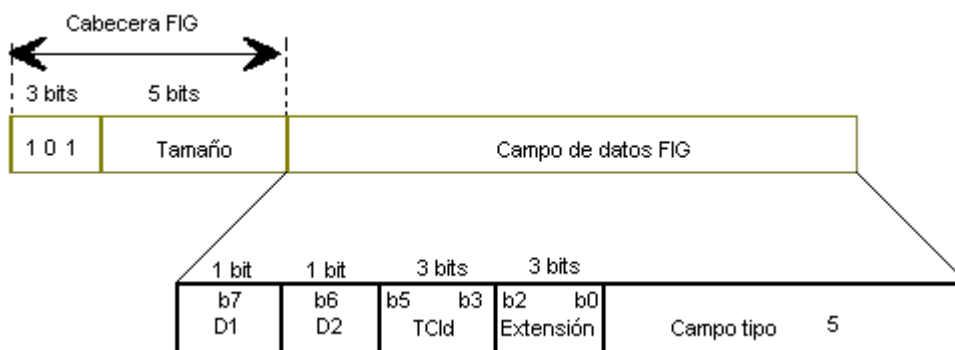 Cabecera FIG
3 bits 5 bits
1 0 1 Tamaño Campo de datos FIG
1 bit 1 bit 3 bits 3 bits
b7 b6 b5 b3 b2 b0
D1 D2 TCId Extensión Campo tipo 5